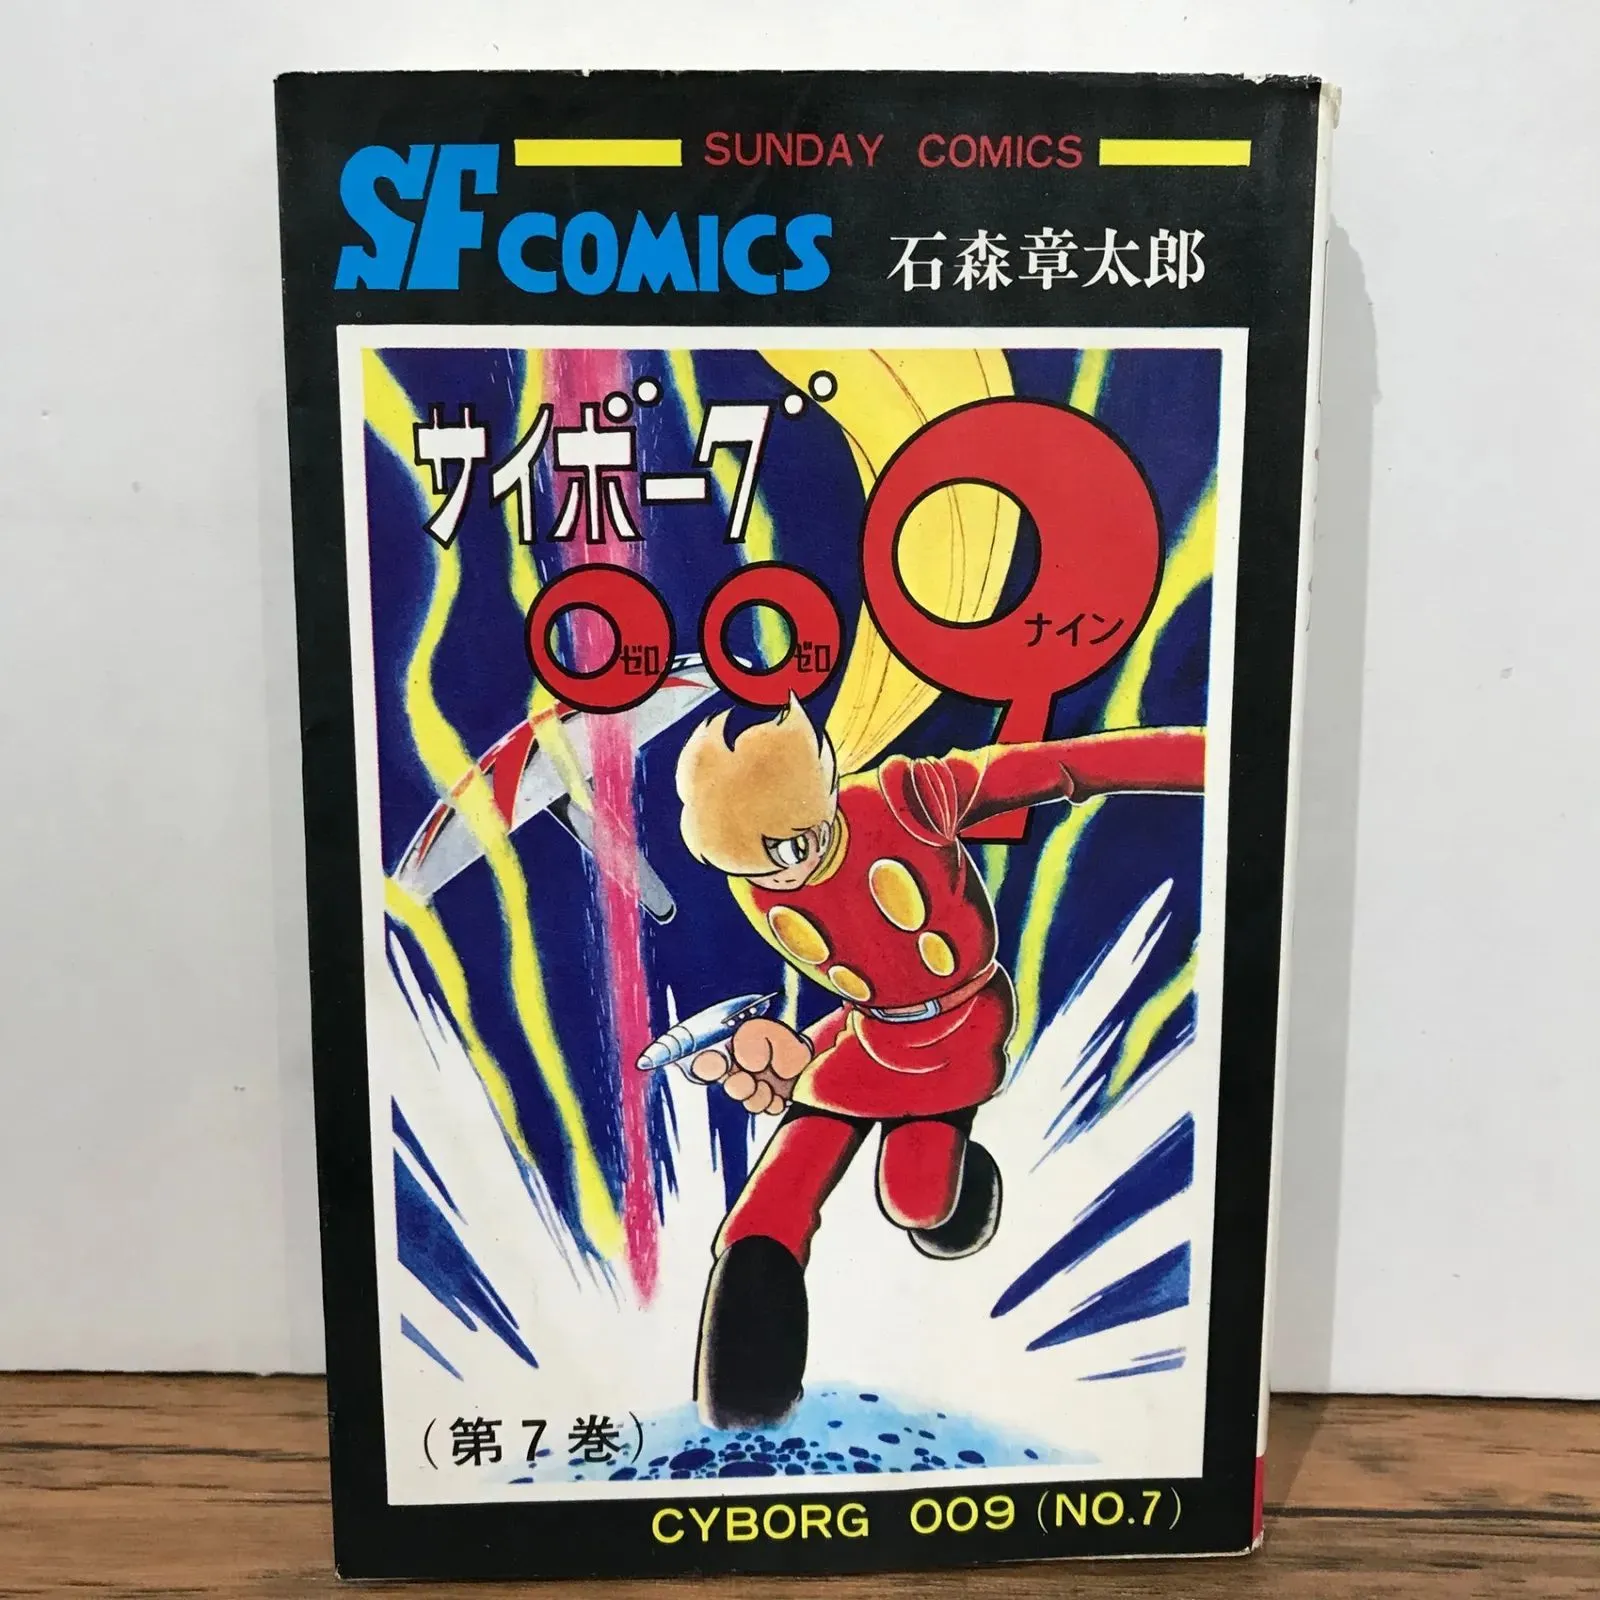 SUNDAY COMICS
SF COMICS
石森章太郎
サイボーグ
0ゼロ 0ゼロ 9ナイン
(第7巻)
CYBORG 009 (NO.7)